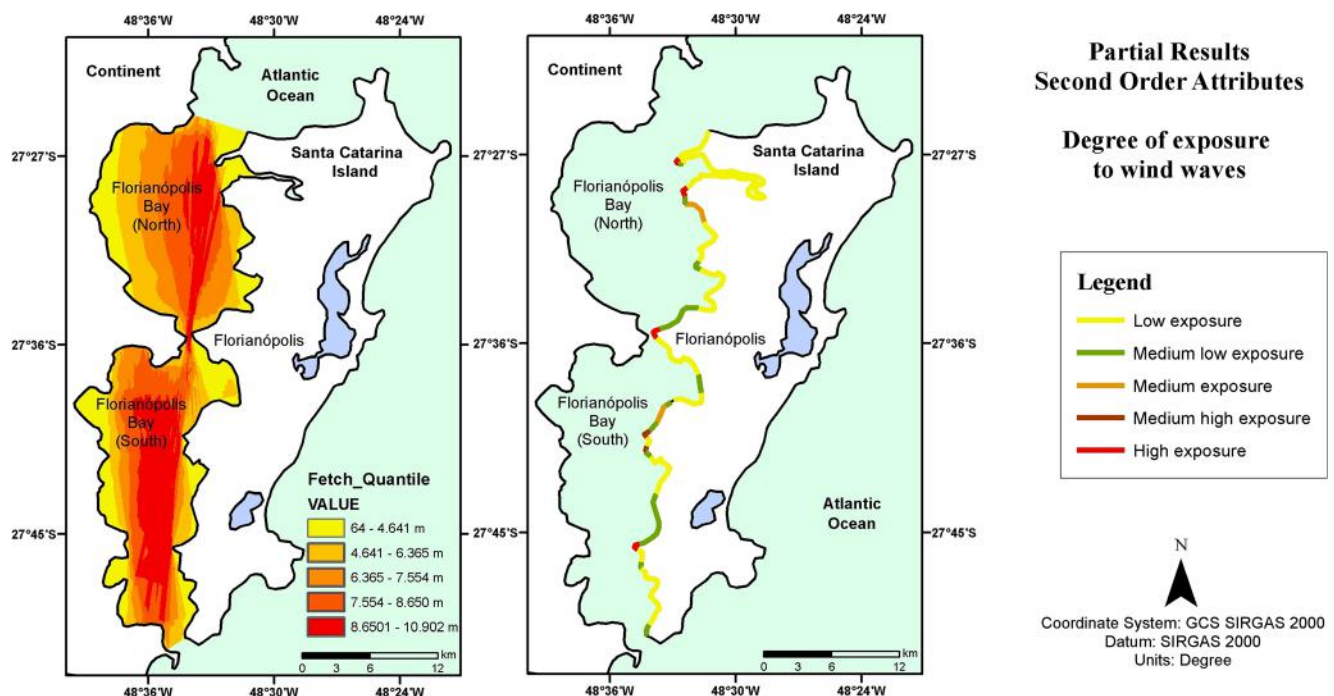 48°36'W
48°30'W
48°24'W
Continent
Atlantic
Ocean
27°27'S
Santa Catarina
Island
Florianópolis
Bay
(North)
27°36'S
Florianópolis
Florianópolis
Bay
(South)
27°45'S
Fetch_Quantile
VALUE
64 - 4.641 m
4.641 - 6.365 m
6.365 - 7.554 m
7.554 - 8.650 m
8.6501 - 10.902 m
km
0 3 6 12
48°36'W
48°30'W
48°24'W
48°36'W
48°30'W
48°24'W
Continent
Atlantic
Ocean
27°27'S
Santa Catarina
Island
Florianópolis
Bay
(North)
27°36'S
Florianópolis
Florianópolis
Bay
(South)
Atlantic
Ocean
27°45'S
km
0 3 6 12
48°36'W
48°30'W
48°24'W
Partial Results
Second Order Attributes
Degree of exposure
to wind waves
Legend
Low exposure
Medium low exposure
Medium exposure
Medium high exposure
High exposure
N
Coordinate System: GCS SIRGAS 2000
Datum: SIRGAS 2000
Units: Degree